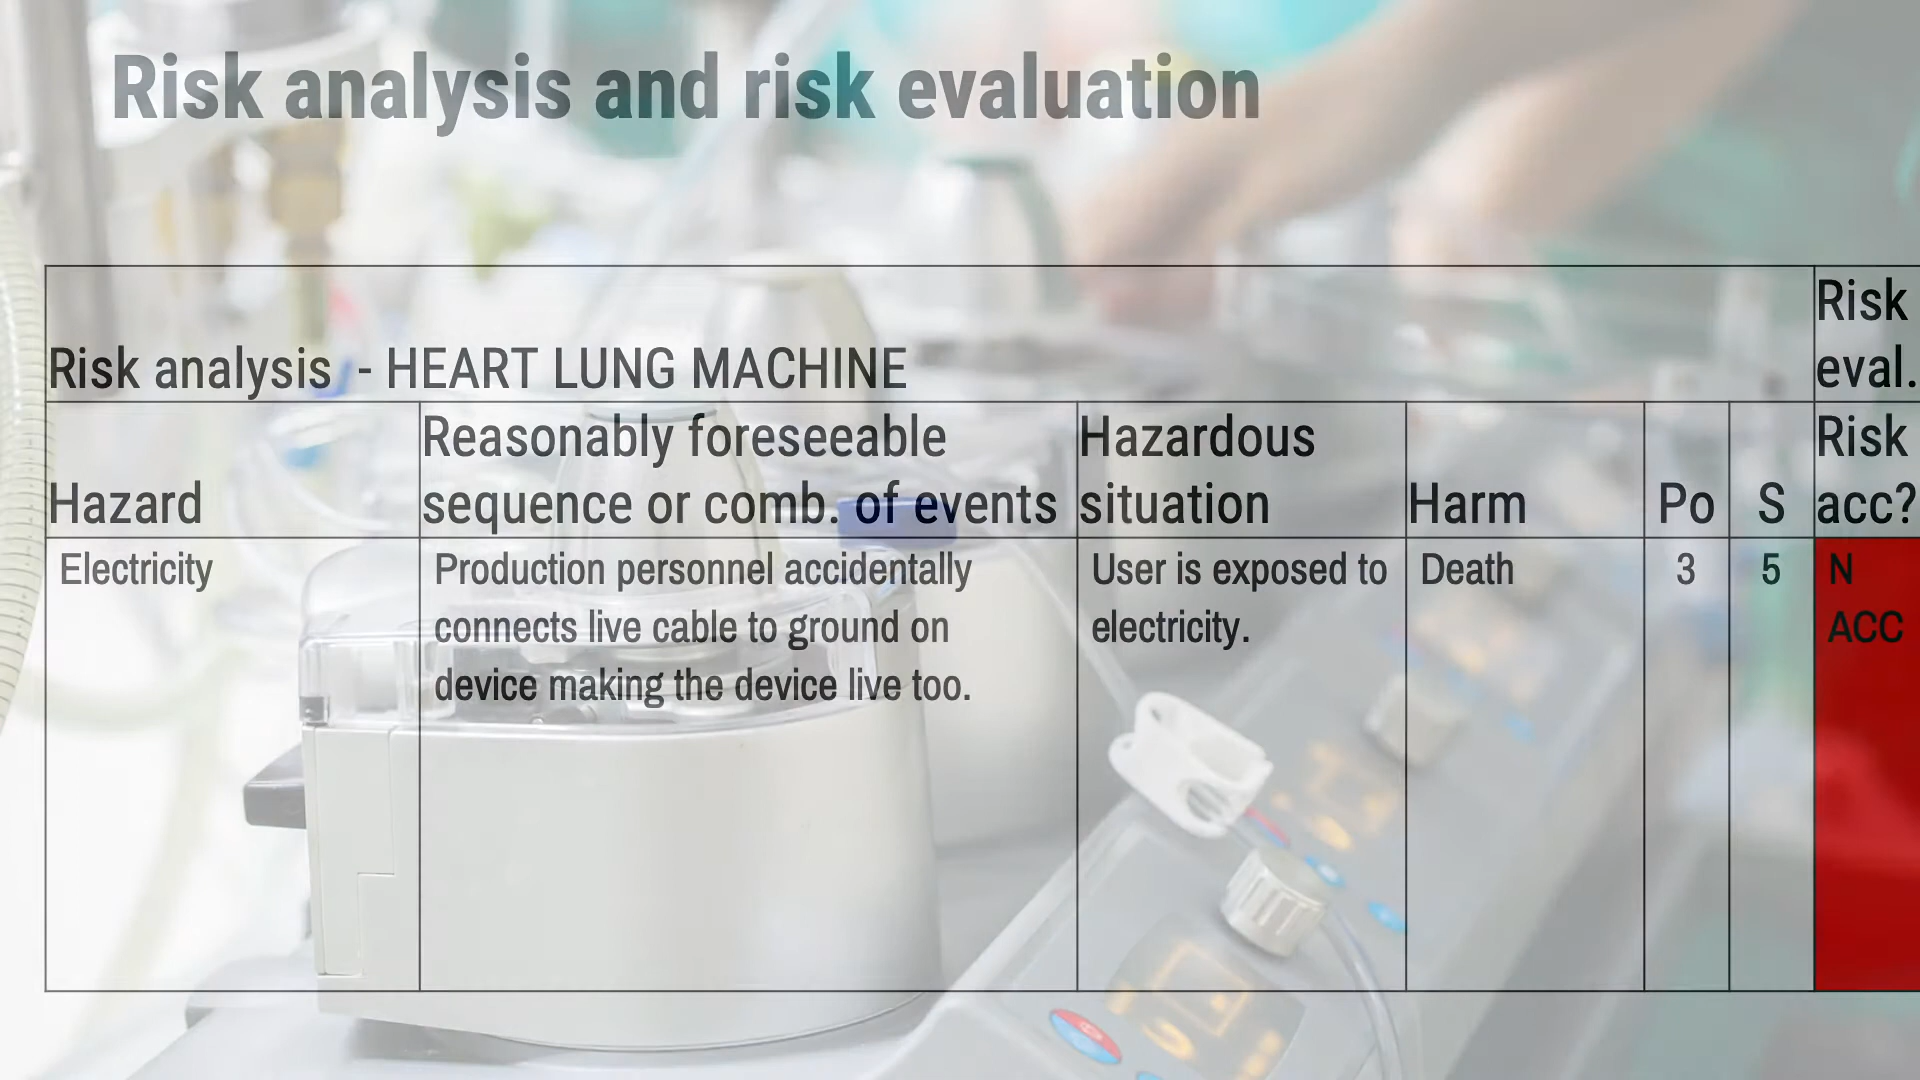 Risk analysis and risk evaluation
Risk analysis - HEART LUNG MACHINE
Risk
eval.
Hazard
Reasonably foreseeable
sequence or comb. of events
Hazardous
situation
Harm
Po
S
Risk
acc?
Electricity
Production personnel accidentally
connects live cable to ground on
device making the device live too.
User is exposed to
electricity.
Death
3
5
N
ACC